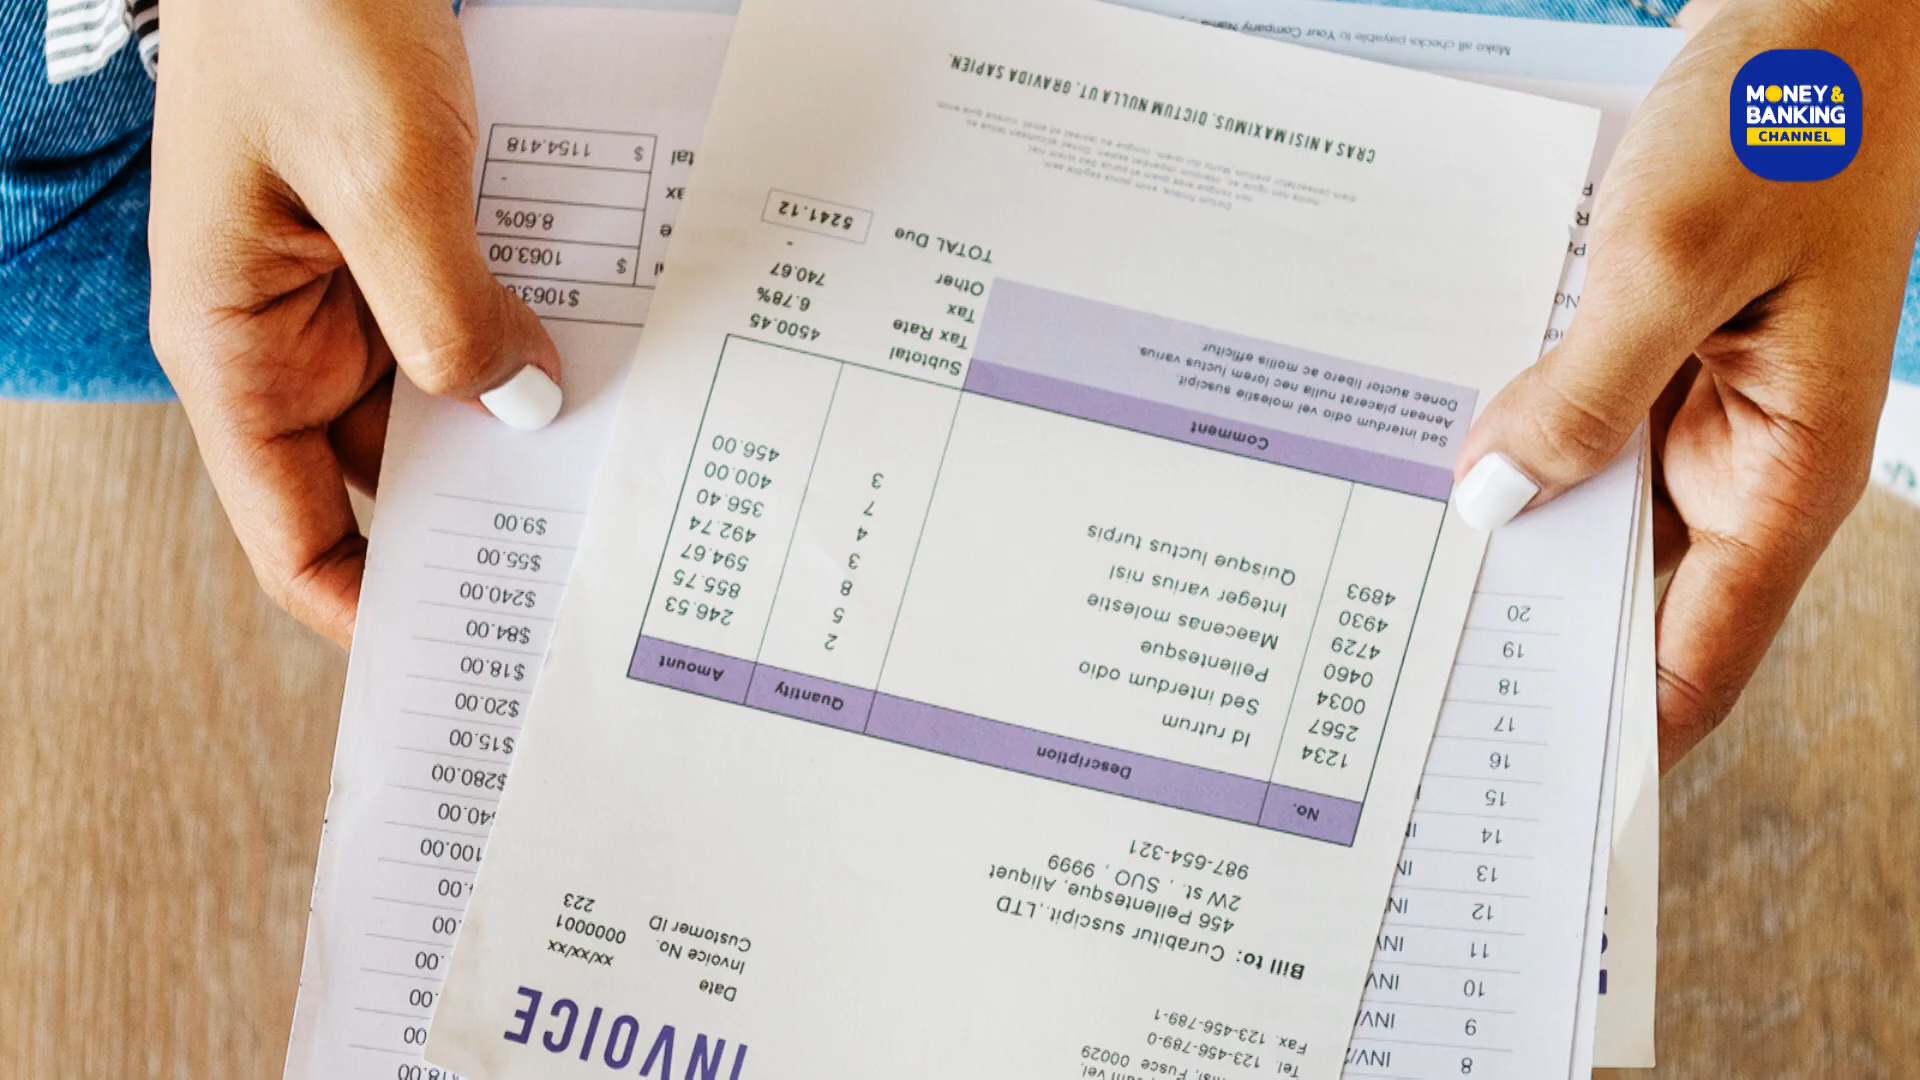 MONEY &
BANKING
CHANNEL
INVOICE
Date xx/xx/xx
Invoice No. 0000001
Customer ID 223
Tel. 123-456-789-0
Fax. 123-456-789-1
Bill to: Curabitur suscipit.,LTD
456 Pellentesque, Aliquet
2W st. , SUO , 9999
987-654-321
No. Description Quantity Amount
1234
2567
0034
0460
4729
4930
4893
Id rutrum
Sed interdum odio
Pellentesque
Maecenas molestie
Integer varius nisl
Quisque luctus turpis
2
5
8
3
4
7
3
246.53
855.75
594.67
492.74
356.40
400.00
456.00
Comment
Sed interdum odio vel molestie suscipit.
Aenean placerat nulla nec lorem luctus varius.
Donec auctor libero ac mollis efficitur.
Subtotal 4500.45
Tax Rate 6.78%
Tax 740.67
Other -
TOTAL Due 5241.12
CRAS A NISI MAXIMUS, DICTUM NULLA UT, GRAVIDA SAPIEN.
8 INV
9 INV
10 INV
11
12
13
14
15
16
17
18
19
20
$280.00
$15.00
$20.00
$18.00
$84.00
$240.00
$55.00
$9.00
$ 1063.00
8.60%
-
$ 1154.418
Make all checks payable to Your Company Name